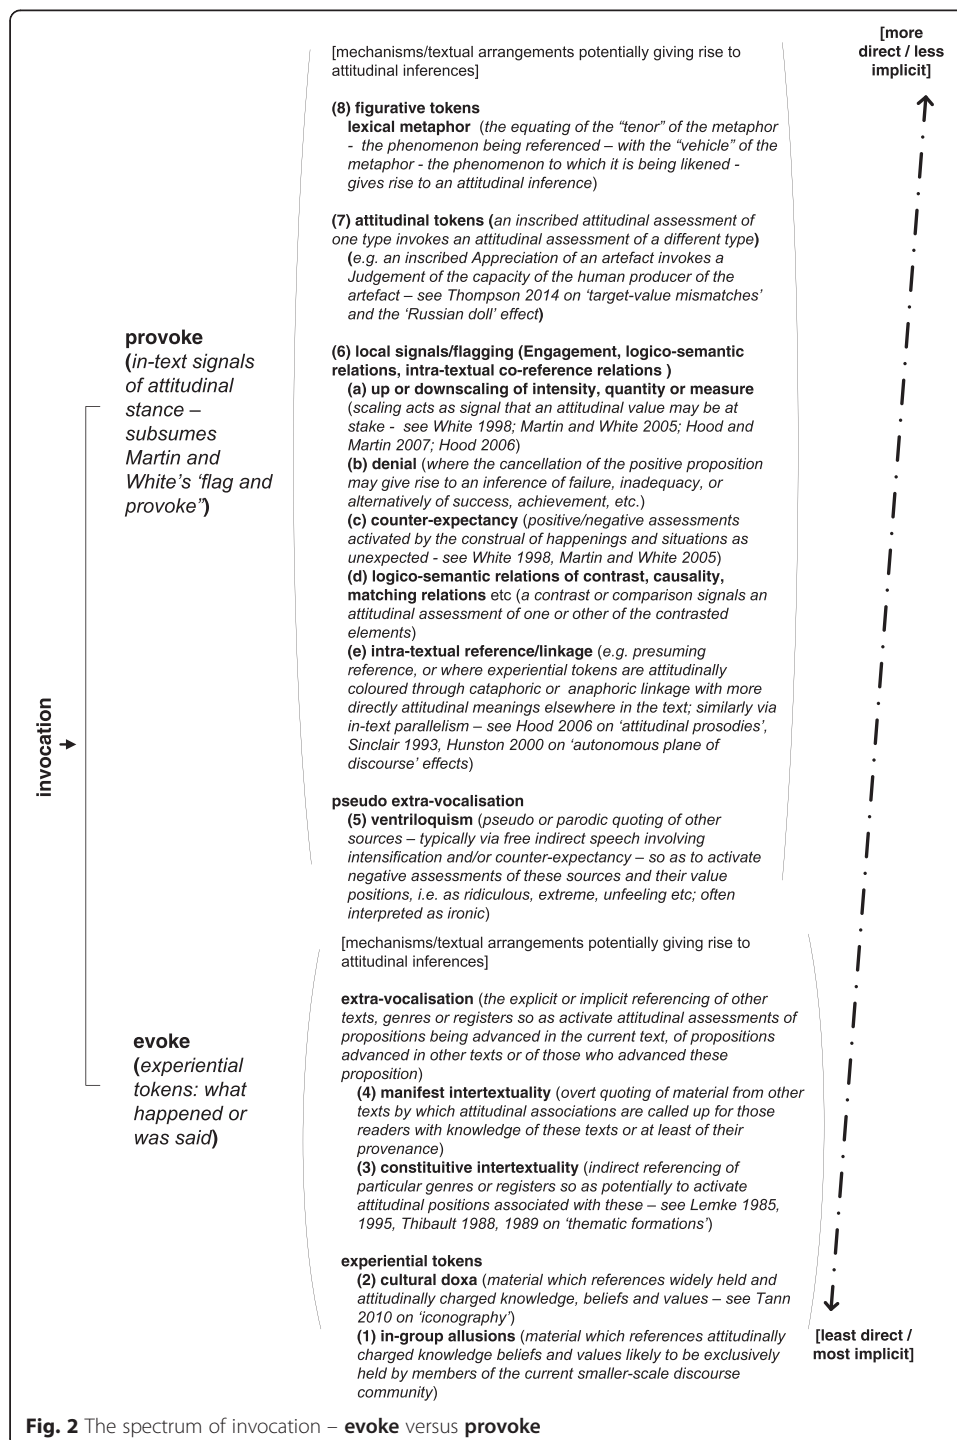 [more
direct / less
implicit]
[mechanisms/textual arrangements potentially giving rise to
attitudinal inferences]
(8) figurative tokens
lexical metaphor (the equating of the “tenor” of the metaphor
- the phenomenon being referenced – with the “vehicle” of the
metaphor - the phenomenon to which it is being likened -
gives rise to an attitudinal inference)
(7) attitudinal tokens (an inscribed attitudinal assessment of
one type invokes an attitudinal assessment of a different type)
(e.g. an inscribed Appreciation of an artefact invokes a
Judgement of the capacity of the human producer of the
artefact – see Thompson 2014 on ‘target-value mismatches’
and the ‘Russian doll’ effect)
provoke
(in-text signals
of attitudinal
stance –
subsumes
Martin and
White’s ‘flag and
provoke”)
(6) local signals/flagging (Engagement, logico-semantic
relations, intra-textual co-reference relations )
(a) up or downscaling of intensity, quantity or measure
(scaling acts as signal that an attitudinal value may be at
stake - see White 1998; Martin and White 2005; Hood and
Martin 2007; Hood 2006)
(b) denial (where the cancellation of the positive proposition
may give rise to an inference of failure, inadequacy, or
alternatively of success, achievement, etc.)
(c) counter-expectancy (positive/negative assessments
activated by the construal of happenings and situations as
unexpected - see White 1998, Martin and White 2005)
(d) logico-semantic relations of contrast, causality,
matching relations etc (a contrast or comparison signals an
attitudinal assessment of one or other of the contrasted
elements)
(e) intra-textual reference/linkage (e.g. presuming
reference, or where experiential tokens are attitudinally
coloured through cataphoric or anaphoric linkage with more
directly attitudinal meanings elsewhere in the text; similarly via
in-text parallelism – see Hood 2006 on ‘attitudinal prosodies’,
Sinclair 1993, Hunston 2000 on ‘autonomous plane of
discourse’ effects)
invocation
pseudo extra-vocalisation
(5) ventriloquism (pseudo or parodic quoting of other
sources – typically via free indirect speech involving
intensification and/or counter-expectancy – so as to activate
negative assessments of these sources and their value
positions, i.e. as ridiculous, extreme, unfeeling etc; often
interpreted as ironic)
[mechanisms/textual arrangements potentially giving rise to
attitudinal inferences]
evoke
(experiential
tokens: what
happened or
was said)
extra-vocalisation (the explicit or implicit referencing of other
texts, genres or registers so as activate attitudinal assessments of
propositions being advanced in the current text, of propositions
advanced in other texts or of those who advanced these
proposition)
(4) manifest intertextuality (overt quoting of material from other
texts by which attitudinal associations are called up for those
readers with knowledge of these texts or at least of their
provenance)
(3) constituitive intertextuality (indirect referencing of
particular genres or registers so as potentially to activate
attitudinal positions associated with these – see Lemke 1985,
1995, Thibault 1988, 1989 on ‘thematic formations’)
experiential tokens
(2) cultural doxa (material which references widely held and
attitudinally charged knowledge, beliefs and values – see Tann
2010 on ‘iconography’)
(1) in-group allusions (material which references attitudinally
charged knowledge beliefs and values likely to be exclusively
held by members of the current smaller-scale discourse
community)
[least direct /
most implicit]
Fig. 2 The spectrum of invocation – evoke versus provoke